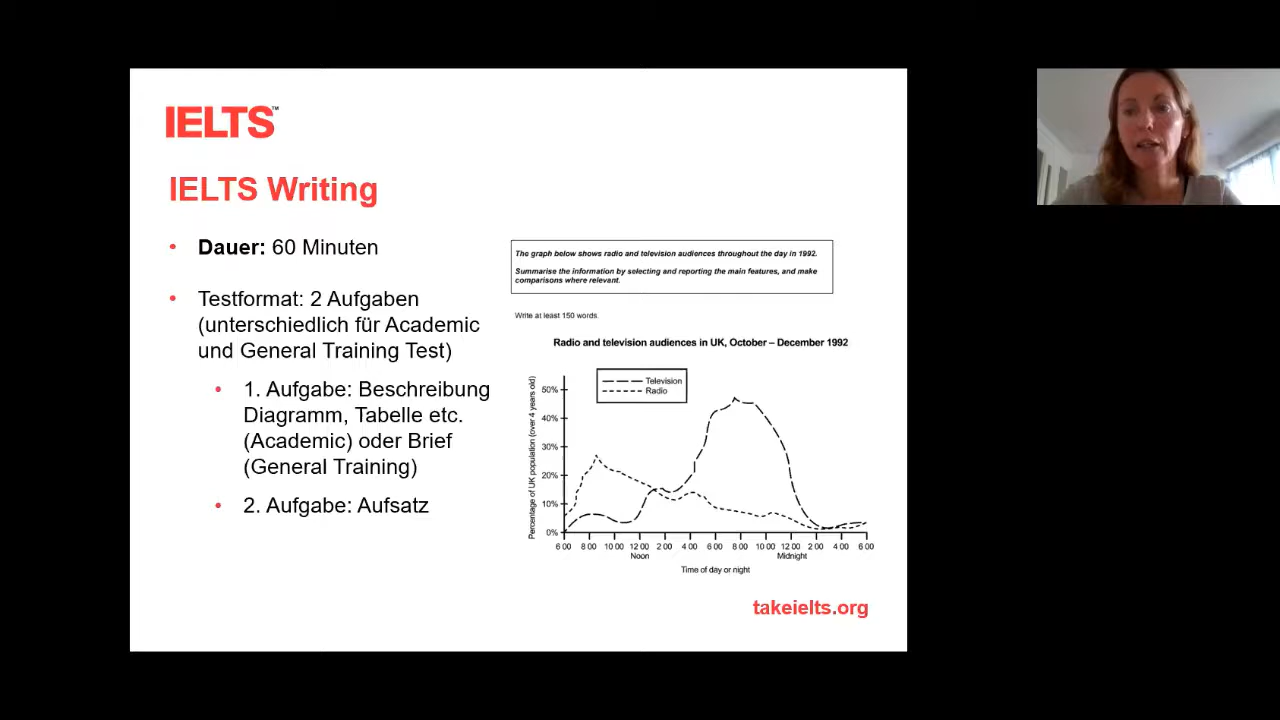 IELTS™
IELTS Writing
• Dauer: 60 Minuten
• Testformat: 2 Aufgaben
(unterschiedlich für Academic
und General Training Test)
• 1. Aufgabe: Beschreibung
Diagramm, Tabelle etc.
(Academic) oder Brief
(General Training)
• 2. Aufgabe: Aufsatz
The graph below shows radio and television audiences throughout the day in 1992.
Summarise the information by selecting and reporting the main features, and make
comparisons where relevant.
Write at least 150 words.
Radio and television audiences in UK, October – December 1992
Television
Radio
Percentage of UK population (over 4 years old)
50%
40%
30%
20%
10%
0%
6 00 8 00 10 00 12 00 2 00 4 00 6 00 8 00 10 00 12 00 2 00 4 00 6 00
Noon Midnight
Time of day or night
takeielts.org